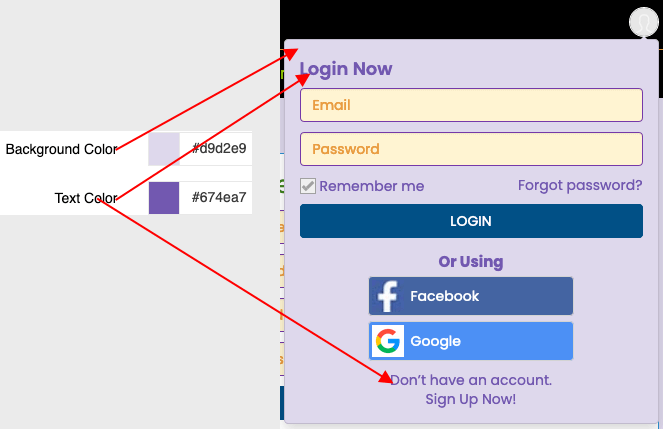 Login Now
Email
Background Color
#d9d2e9
Password
Text Color
#674ea7
Remember me
Forgot password?
LOGIN
Or Using
Facebook
Google
Don't have an account.
Sign Up Now!